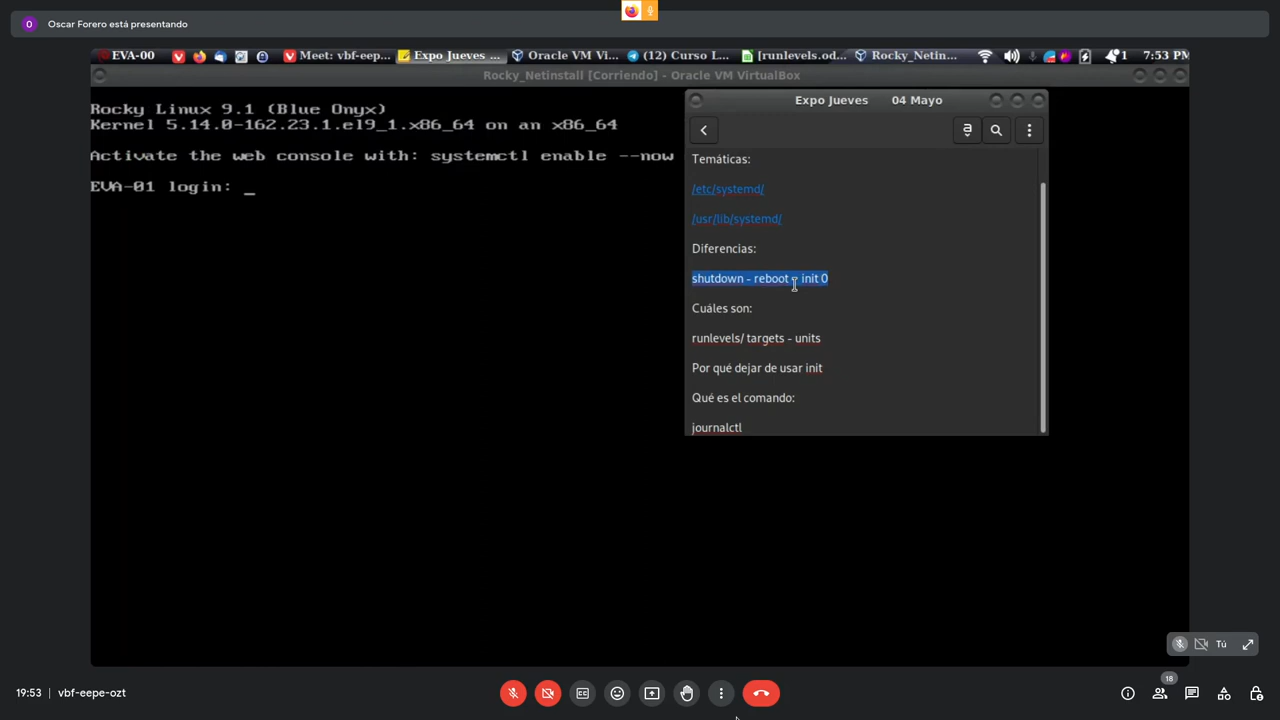 O Oscar Forero está presentando
EVA-00 Meet: vbf-eepe... Expo Jueves ... Oracle VM Vi... (12) Curso L... [runlevels.od... Rocky_Netin... 1 7:53 PM
Rocky_Netinstall [Corriendo] - Oracle VM VirtualBox
Rocky Linux 9.1 (Blue Onyx)
Kernel 5.14.0-162.23.1.el9_1.x86_64 on an x86_64
Activate the web console with: systemctl enable --now
EVA-01 login: _
Expo Jueves 04 Mayo
Temáticas:
/etc/systemd/
/usr/lib/systemd/
Diferencias:
shutdown - reboot - init 0
Cuáles son:
runlevels/ targets - units
Por qué dejar de usar init
Qué es el comando:
journalctl
Tú
19:53 vbf-eepe-ozt
18